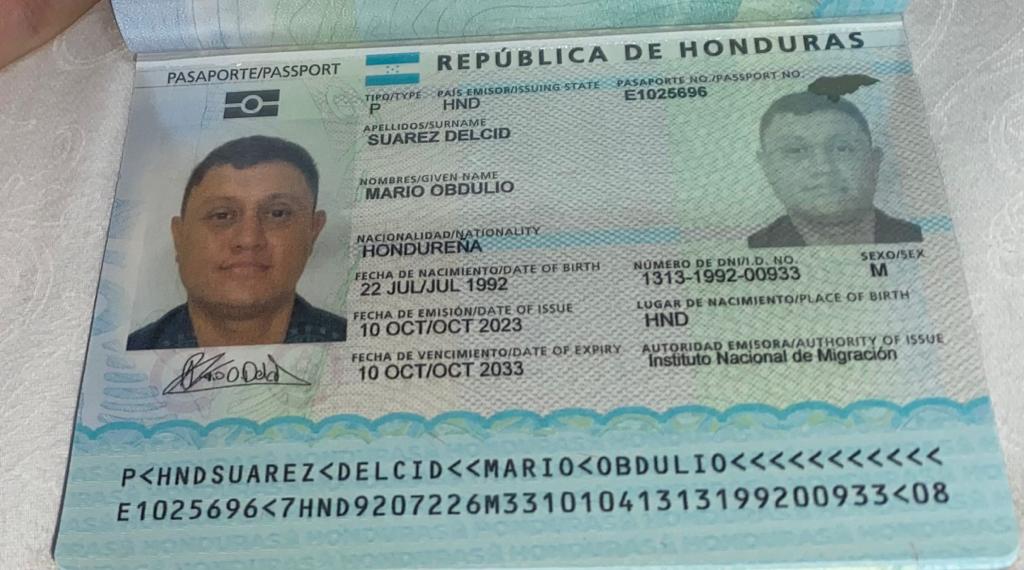 REPÚBLICA DE HONDURAS
PASAPORTE/PASSPORT
TIPO/TYPE PAÍS EMISOR/ISSUING STATE PASAPORTE NO./PASSPORT NO.
P HND E1025696
APELLIDOS/SURNAME
SUAREZ DELCID
NOMBRES/GIVEN NAME
MARIO OBDULIO
NACIONALIDAD/NATIONALITY
HONDUREÑA
FECHA DE NACIMIENTO/DATE OF BIRTH NÚMERO DE DNI/I.D. NO. SEXO/SEX
22 JUL/JUL 1992 1313-1992-00933 M
FECHA DE EMISIÓN/DATE OF ISSUE LUGAR DE NACIMIENTO/PLACE OF BIRTH
10 OCT/OCT 2023 HND
FECHA DE VENCIMIENTO/DATE OF EXPIRY AUTORIDAD EMISORA/AUTHORITY OF ISSUE
10 OCT/OCT 2033 Instituto Nacional de Migración
P<HNDSUAREZ<DELCID<<MARIO<OBDULIO<<<<<<<<<<<
E1025696<7HND9207226M3310104131319920093​3<08